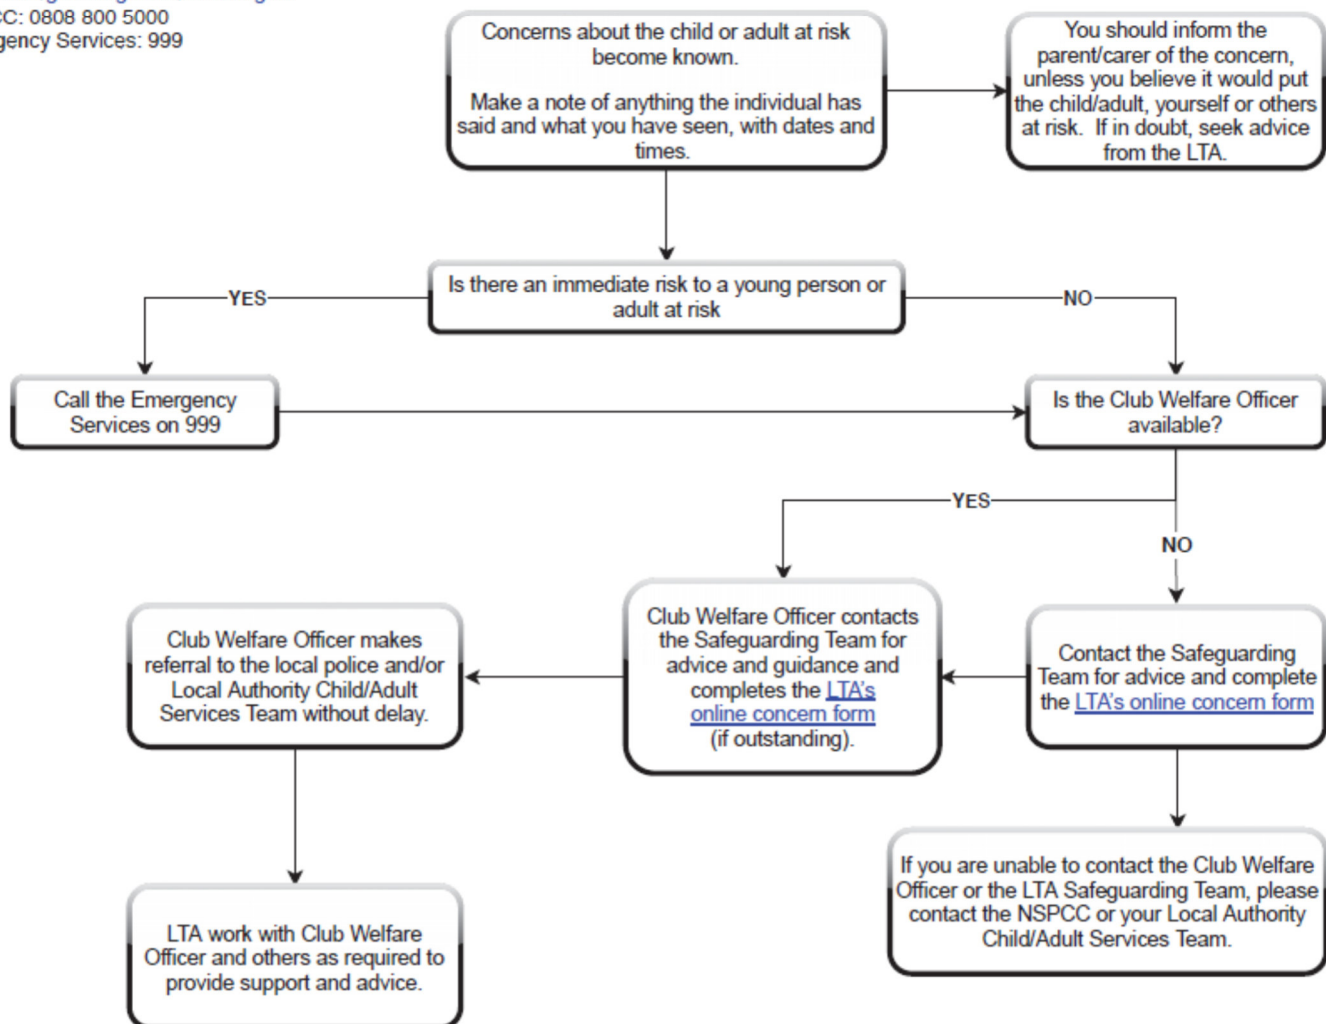 CC: 0808 800 5000
gency Services: 999
Concerns about the child or adult at risk
become known.
Make a note of anything the individual has
said and what you have seen, with dates and
times.
You should inform the
parent/carer of the concern,
unless you believe it would put
the child/adult, yourself or others
at risk. If in doubt, seek advice
from the LTA.
Is there an immediate risk to a young person or
adult at risk
YES
NO
Call the Emergency
Services on 999
Is the Club Welfare Officer
available?
YES
NO
Club Welfare Officer makes
referral to the local police and/or
Local Authority Child/Adult
Services Team without delay.
Club Welfare Officer contacts
the Safeguarding Team for
advice and guidance and
completes the LTA's
online concern form
(if outstanding).
Contact the Safeguarding
Team for advice and complete
the LTA's online concern form
LTA work with Club Welfare
Officer and others as required to
provide support and advice.
If you are unable to contact the Club Welfare
Officer or the LTA Safeguarding Team, please
contact the NSPCC or your Local Authority
Child/Adult Services Team.